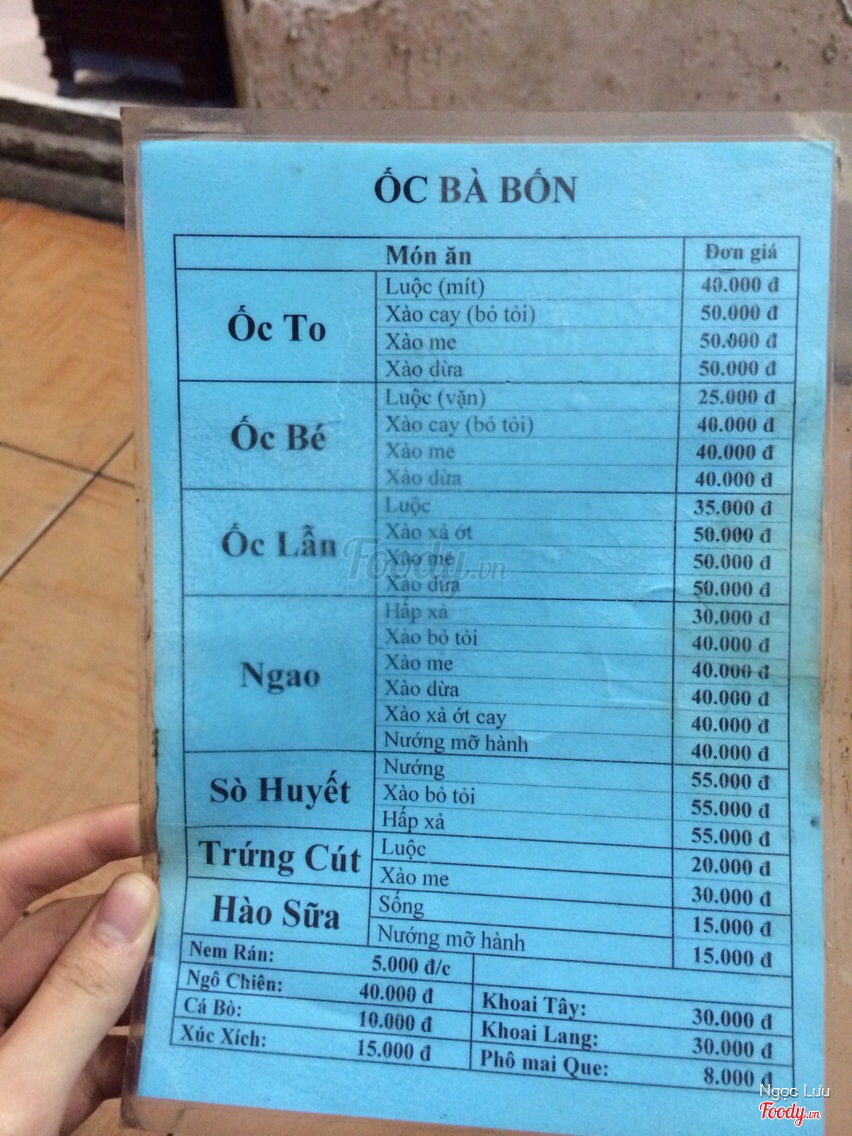 ỐC BÀ BỐN
Món ăn Đơn giá
Ốc To
Luộc (mít) 40.000 đ
Xào cay (bỏ tỏi) 50.000 đ
Xào me 50.000 đ
Xào dừa 50.000 đ
Ốc Bé
Luộc (vặn) 25.000 đ
Xào cay (bỏ tỏi) 40.000 đ
Xào me 40.000 đ
Xào dừa 40.000 đ
Ốc Lẫn
Luộc 35.000 đ
Xào xả ớt 50.000 đ
Xào me 50.000 đ
Xào dừa 50.000 đ
Ngao
Hấp xả 30.000 đ
Xào bỏ tỏi 40.000 đ
Xào me 40.000 đ
Xào dừa 40.000 đ
Xào xả ớt cay 40.000 đ
Nướng mỡ hành 40.000 đ
Sò Huyết
Nướng 55.000 đ
Xào bỏ tỏi 55.000 đ
Hấp xả 55.000 đ
Trứng Cút
Luộc 20.000 đ
Xào me 30.000 đ
Hào Sữa
Sống 15.000 đ
Nướng mỡ hành 15.000 đ
Nem Rán: 5.000 đ/c
Ngô Chiên: 40.000 đ Khoai Tây: 30.000 đ
Cá Bò: 10.000 đ Khoai Lang: 30.000 đ
Xúc Xích: 15.000 đ Phô mai Que: 8.000 đ
Foody.vn
Ngọc Lưu
Foody.vn